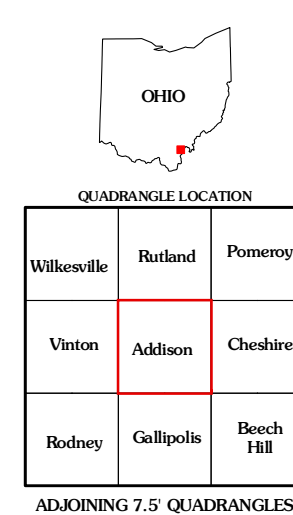 OHIO
QUADRANGLE LOCATION
Wilkesville
Rutland
Pomeroy
Vinton
Addison
Cheshire
Rodney
Gallipolis
Beech
Hill
ADJOINING 7.5' QUADRANGLES